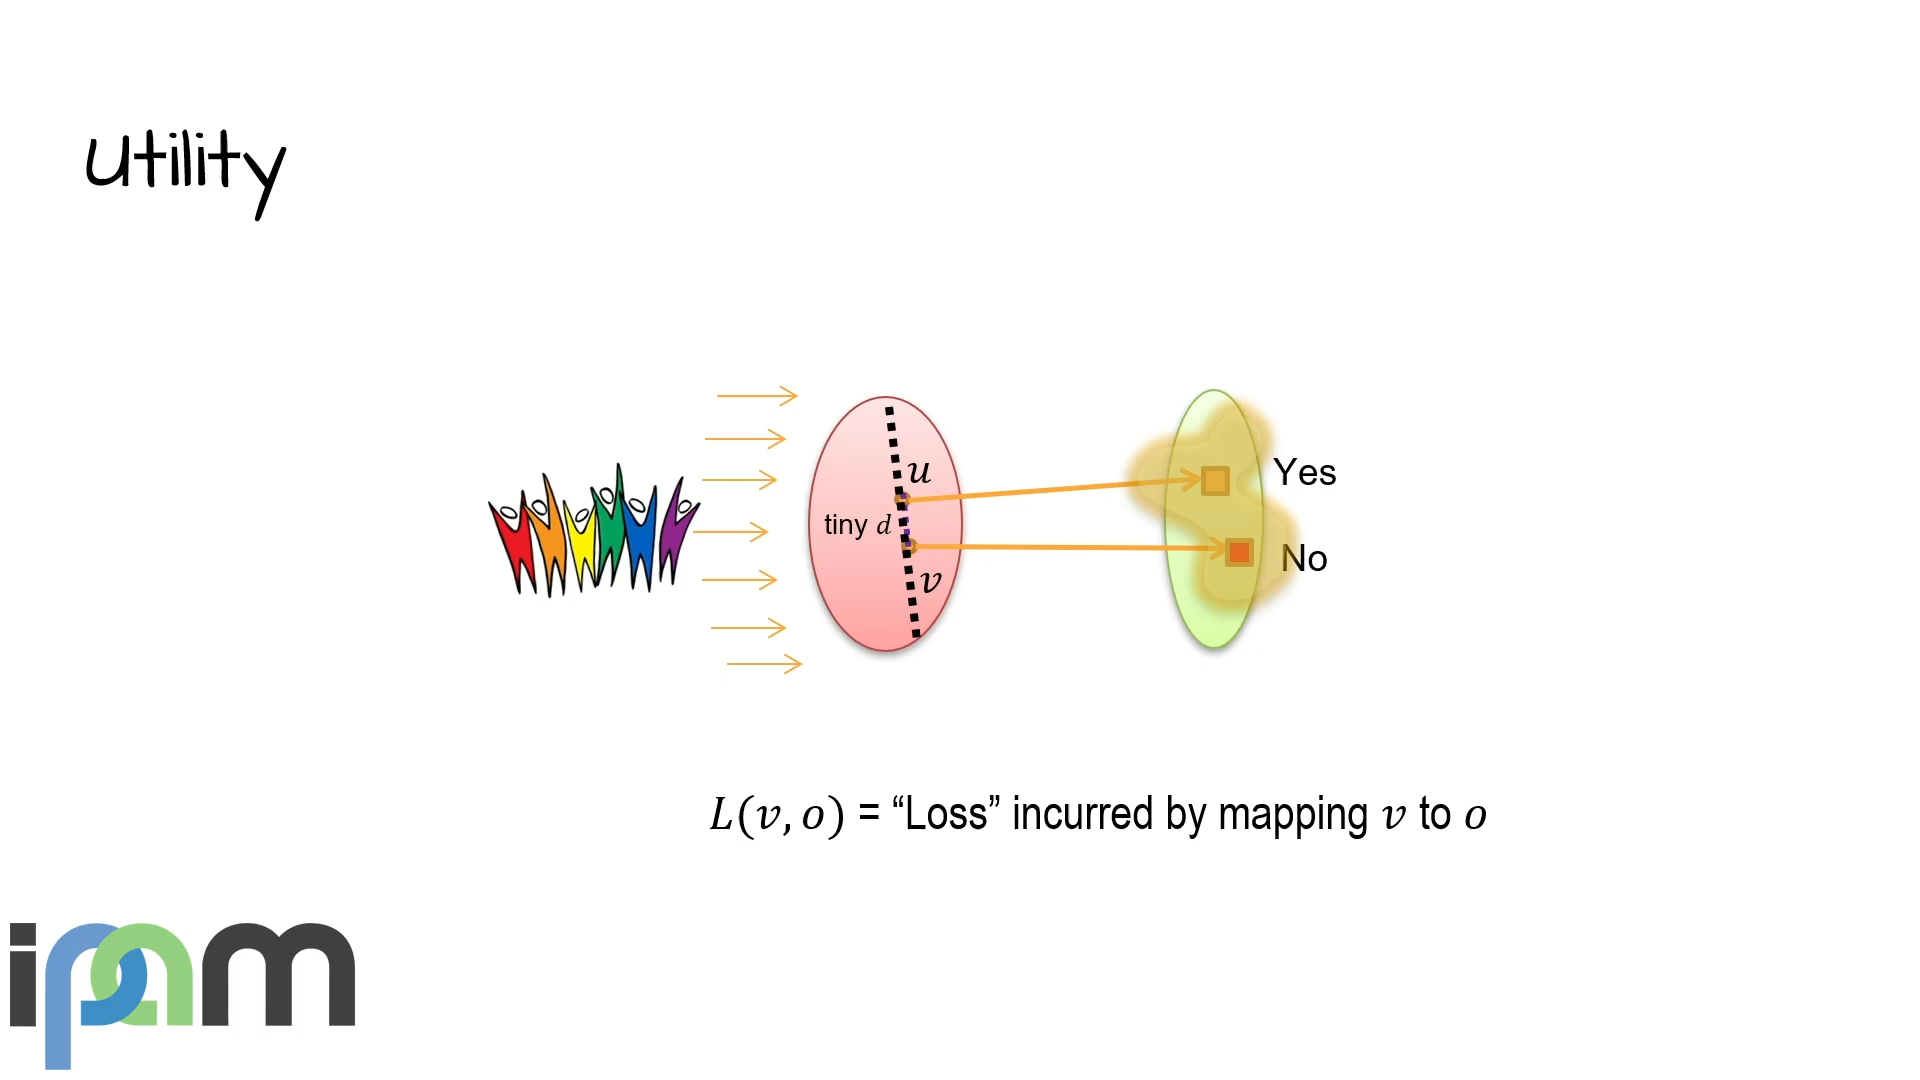 Utility
u
tiny d
v
Yes
No
L(v, o) = “Loss” incurred by mapping v to o
ipam